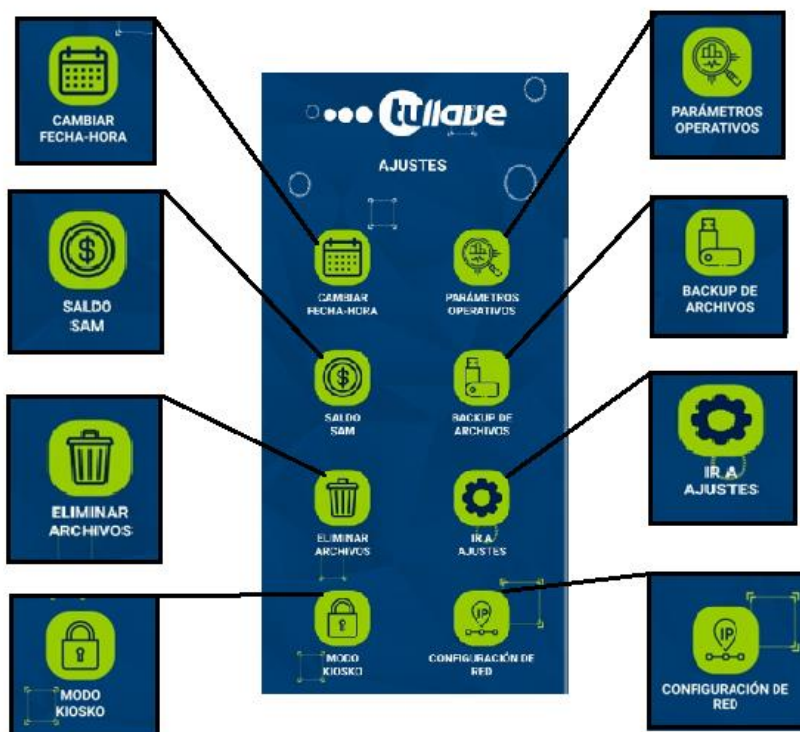 CAMBIAR
FECHA-HORA
SALDO
SAM
ELIMINAR
ARCHIVOS
MODO
KIOSKO
tullave
AJUSTES
CAMBIAR
FECHA-HORA
PARÁMETROS
OPERATIVOS
SALDO
SAM
BACKUP DE
ARCHIVOS
ELIMINAR
ARCHIVOS
IR A
AJUSTES
MODO
KIOSKO
IP
CONFIGURACIÓN DE
RED
PARÁMETROS
OPERATIVOS
BACKUP DE
ARCHIVOS
IR A
AJUSTES
IP
CONFIGURACIÓN DE
RED